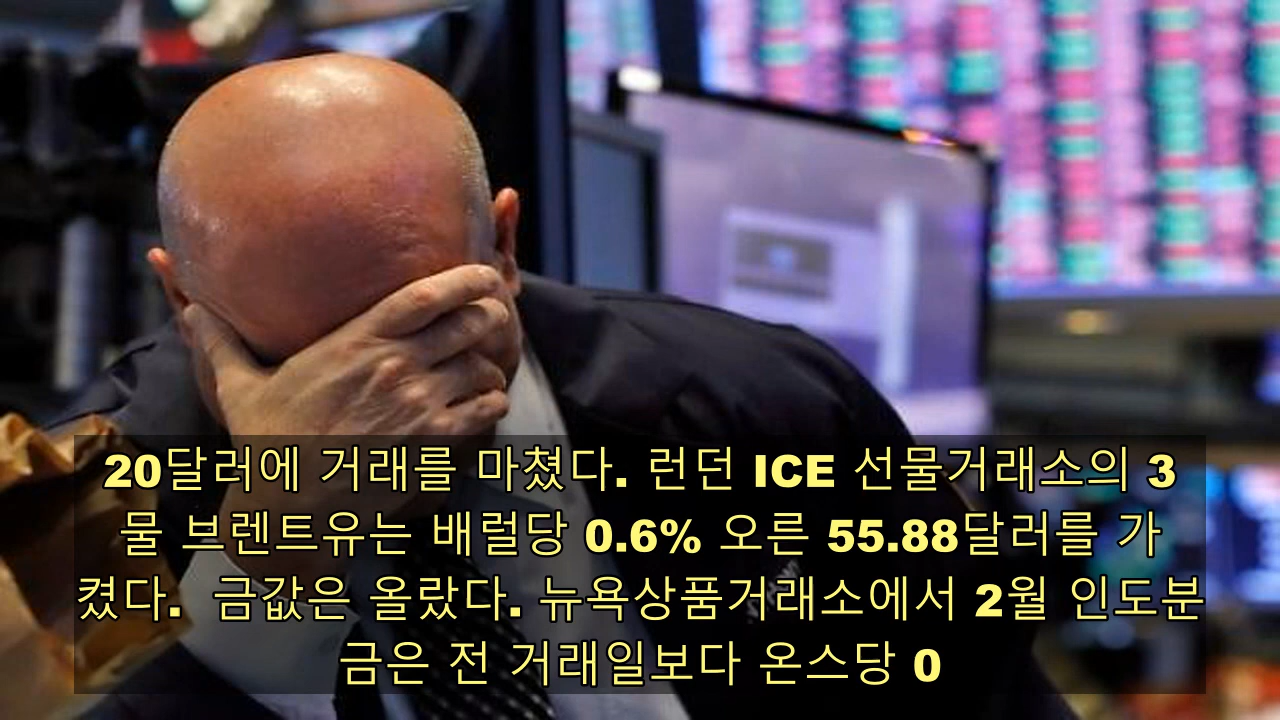 20달러에 거래를 마쳤다. 런던 ICE 선물거래소의 3
물 브렌트유는 배럴당 0.6% 오른 55.88달러를 가
켰다.  금값은 올랐다. 뉴욕상품거래소에서 2월 인도분
금은 전 거래일보다 온스당 0